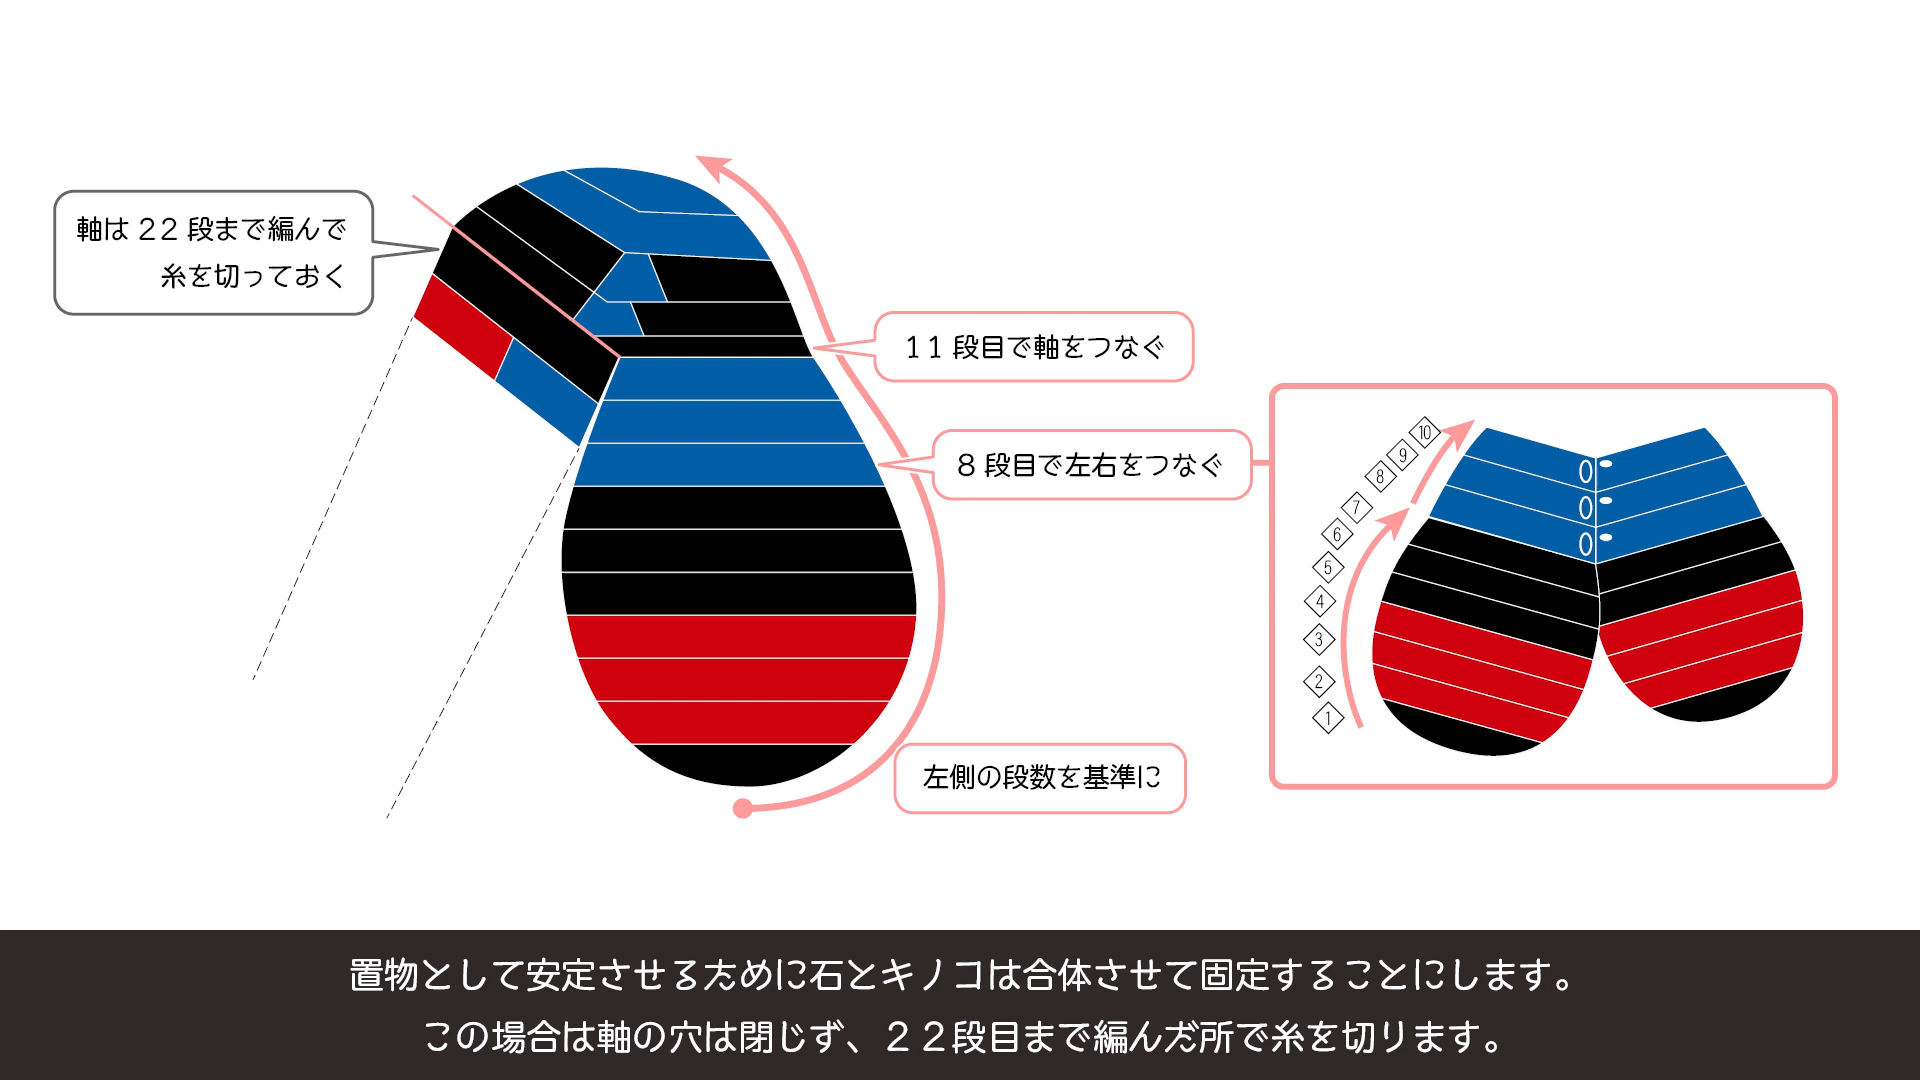 軸は 22 段まで編んで
糸を切っておく
11 段目で軸をつなぐ
8 段目で左右をつなぐ
左側の段数を基準に
10
9
8
7
6
5
4
3
2
1
置物として安定させるために石とキノコは合体させて固定することにします。
この場合は軸の穴は閉じず、２２段目まで編んだ所で糸を切ります。